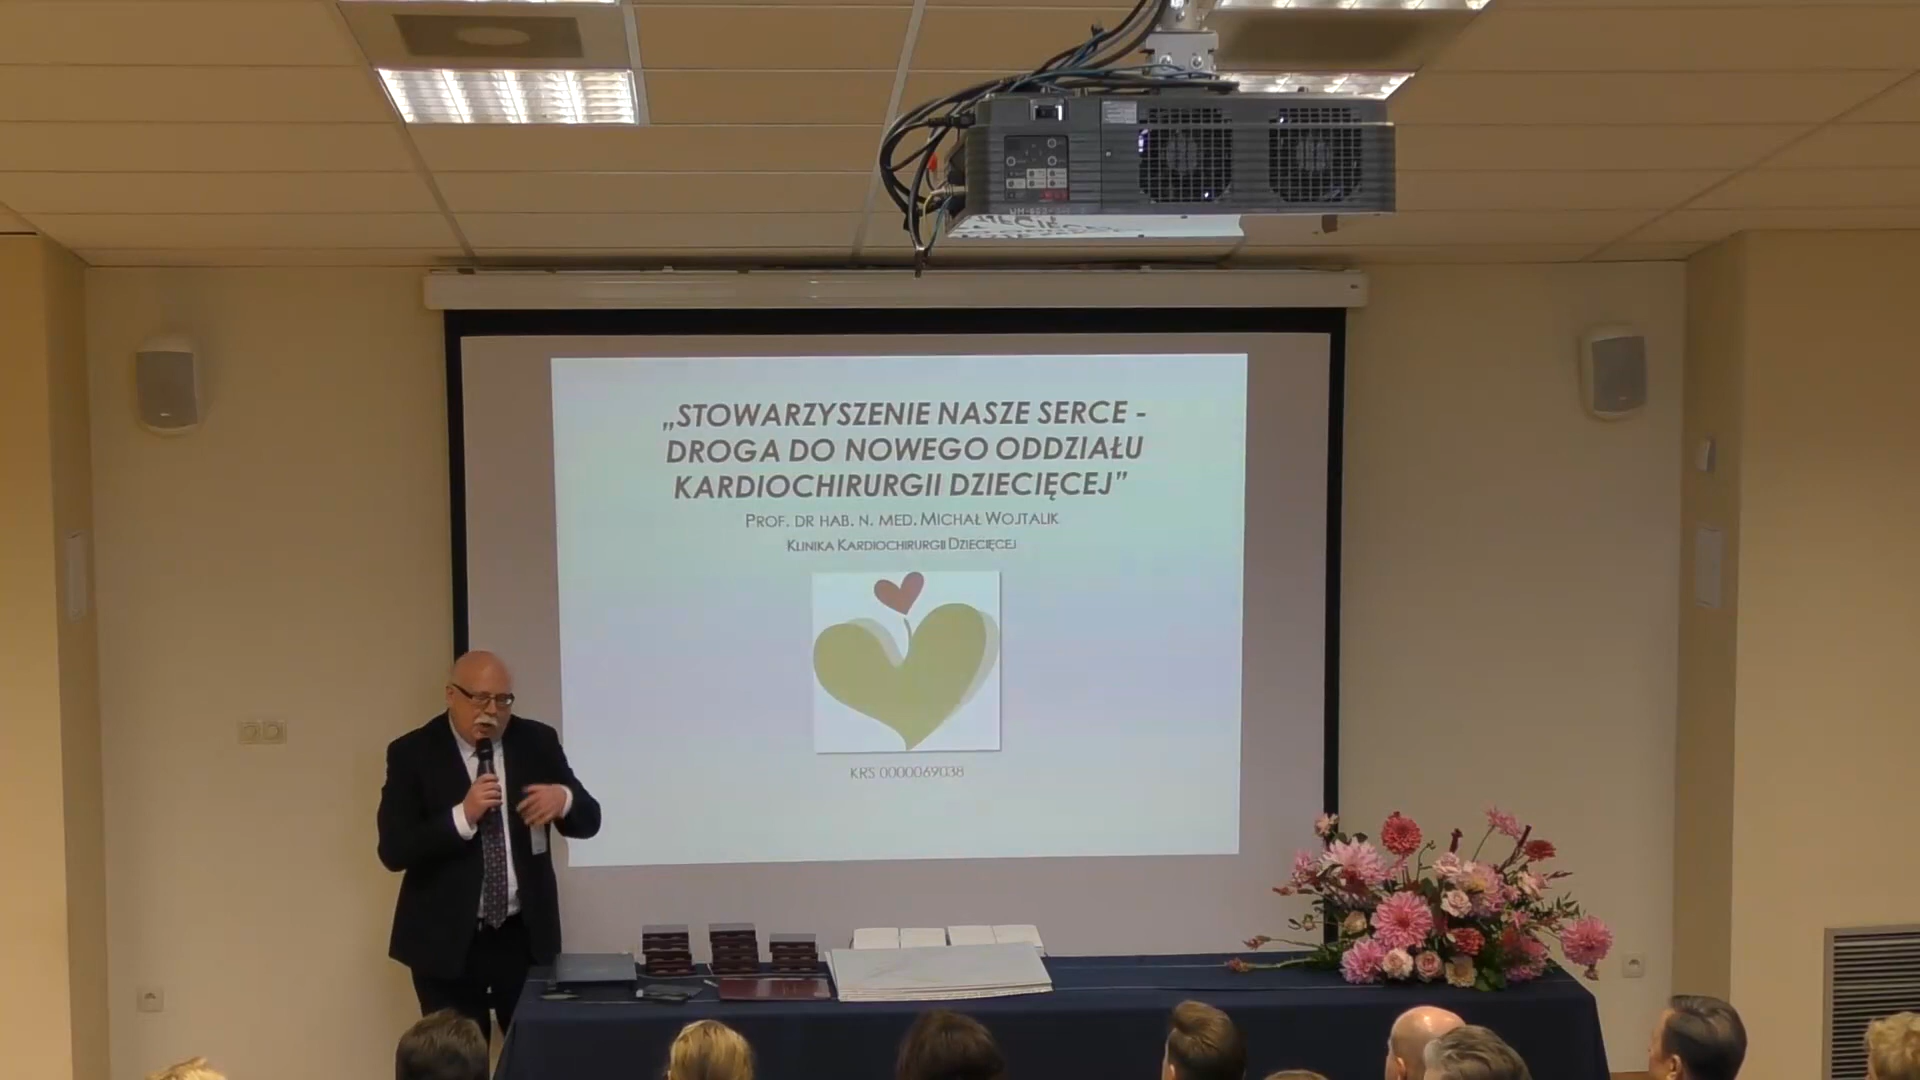 „STOWARZYSZENIE NASZE SERCE -
DROGA DO NOWEGO ODDZIAŁU
KARDIOCHIRURGII DZIECIĘCEJ”
PROF. DR HAB. N. MED. MICHAŁ WOJTALIK
KLINIKA KARDIOCHIRURGII DZIECIĘCEJ
KRS 0000069038